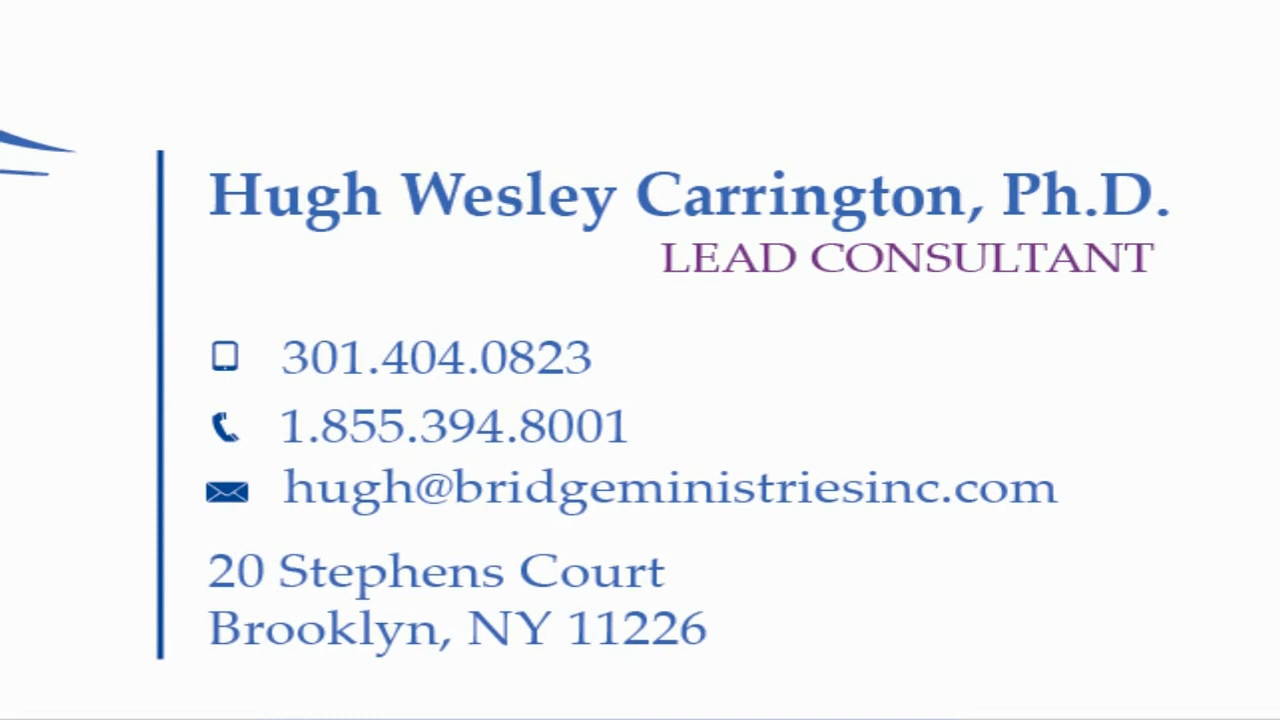 Hugh Wesley Carrington, Ph.D.
LEAD CONSULTANT
301.404.0823
1.855.394.8001
hugh@bridgeministriesinc.com
20 Stephens Court
Brooklyn, NY 11226